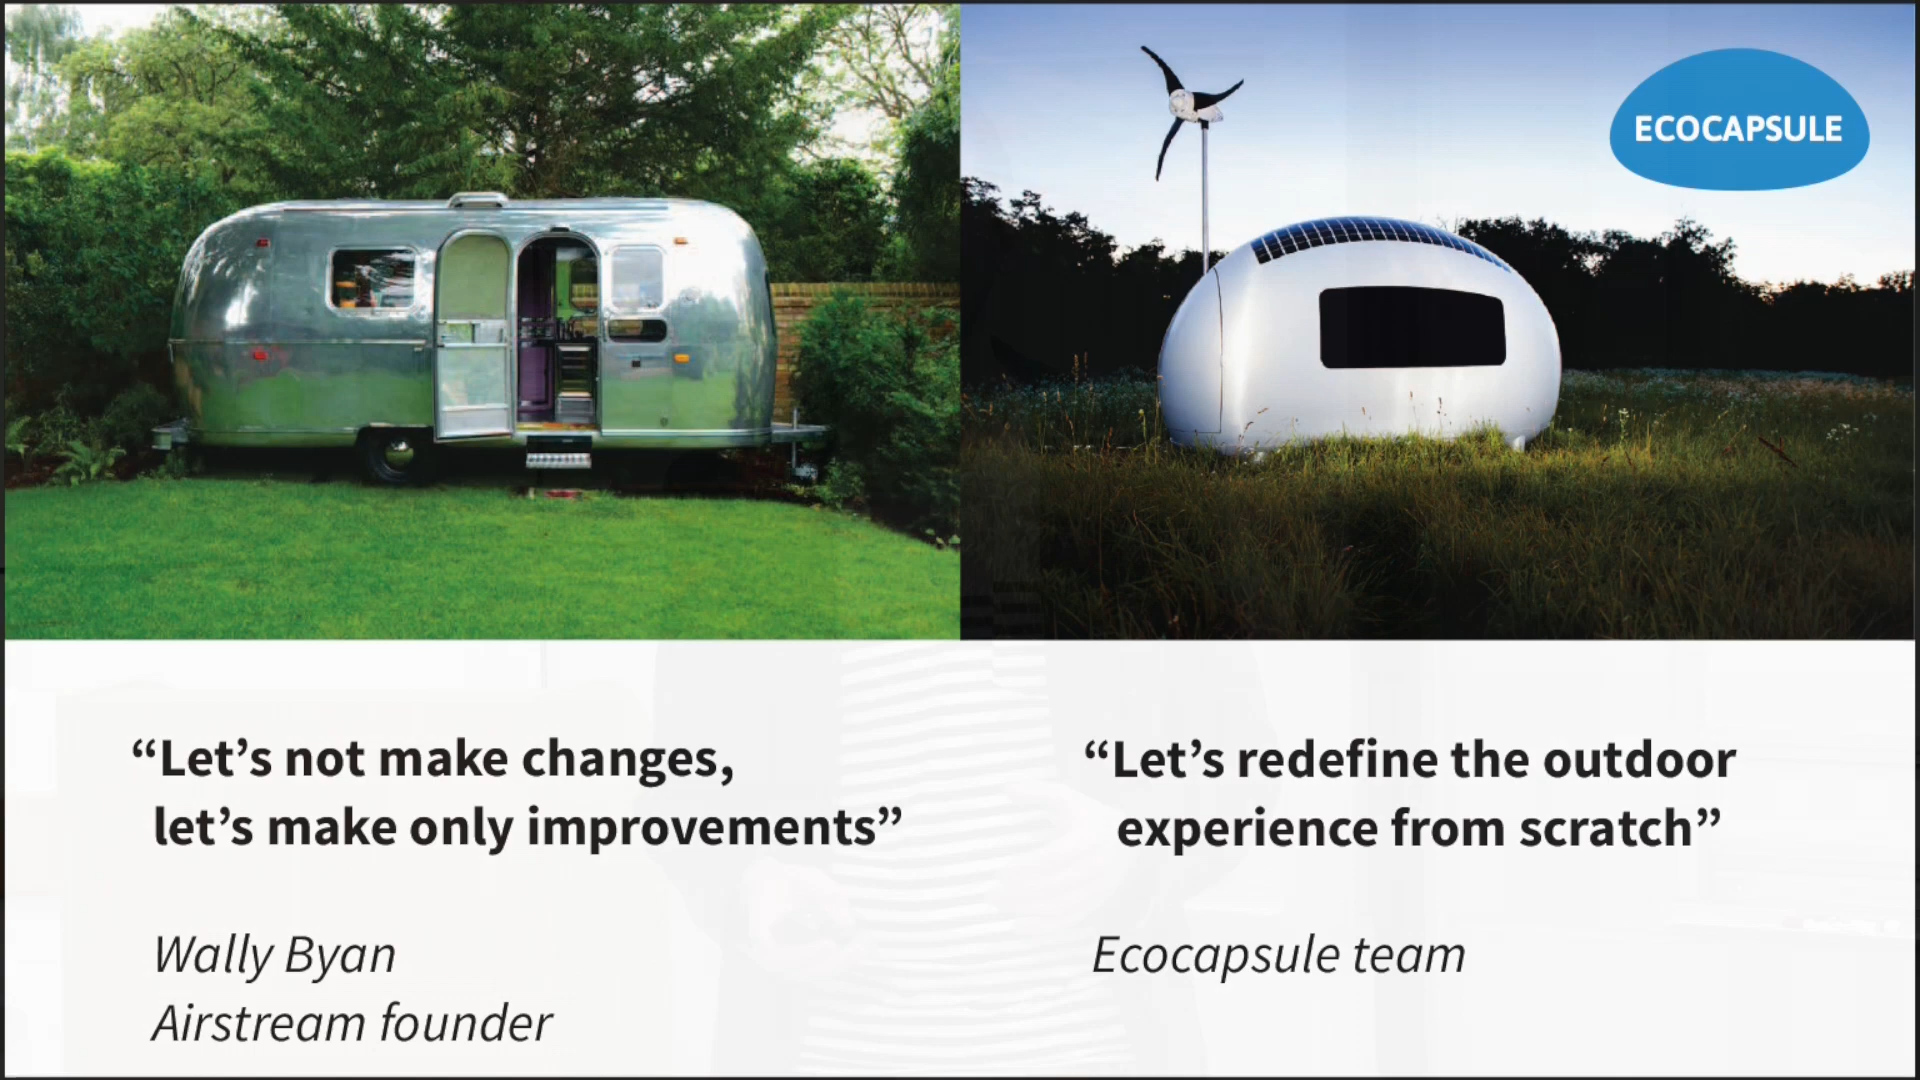 ECOCAPSULE
“Let’s not make changes,
let’s make only improvements”
Wally Byan
Airstream founder
“Let’s redefine the outdoor
experience from scratch”
Ecocapsule team